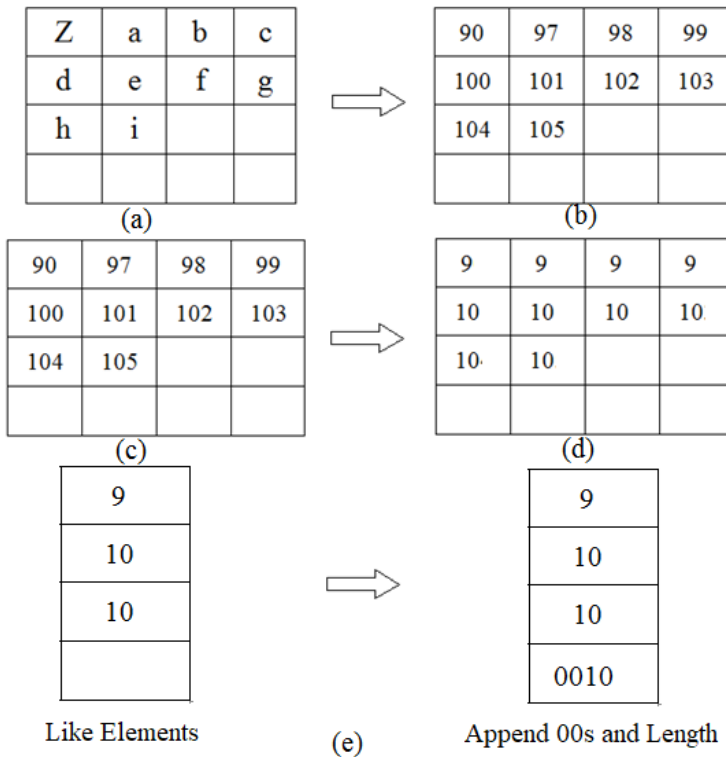 Z a b c
d e f g
h i
(a)
90 97 98 99
100 101 102 103
104 105
(b)
90 97 98 99
100 101 102 103
104 105
(c)
9 9 9 9
10 10 10 10
10 10
(d)
9
10
10
Like Elements
9
10
10
0010
Append 00s and Length
(e)